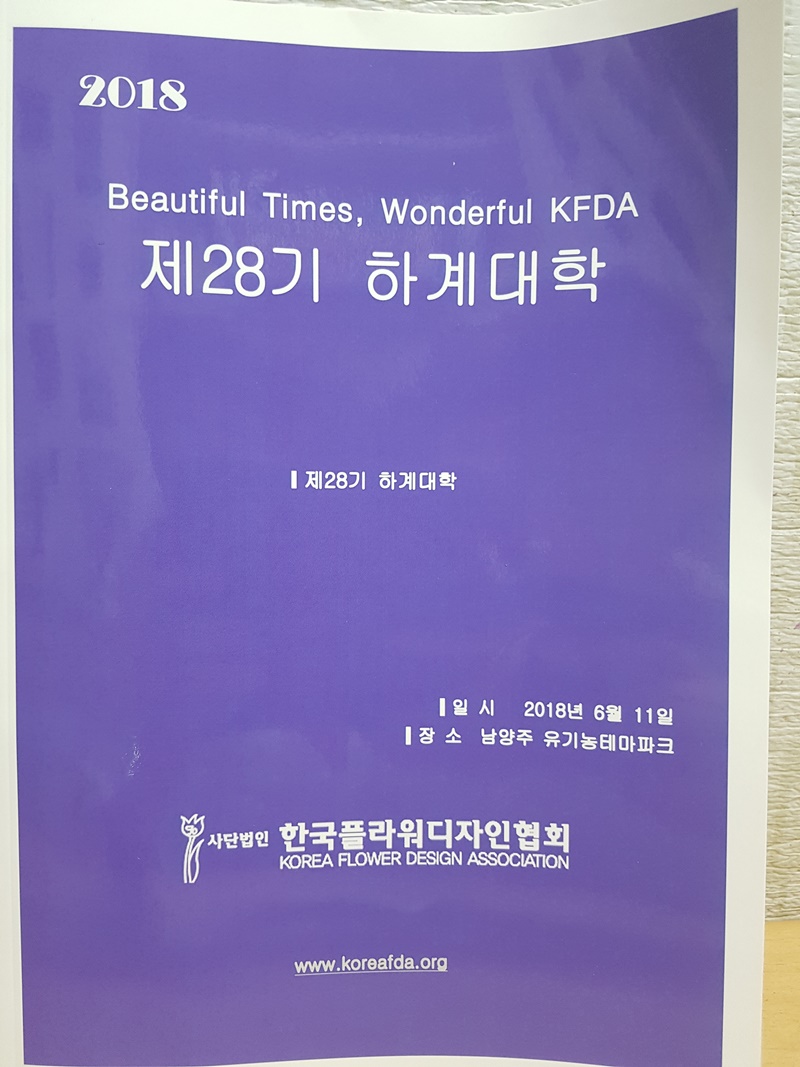 2018
Beautiful Times, Wonderful KFDA
제28기 하계대학
제28기 하계대학
일 시 2018년 6월 11일
장 소 남양주 유기농테마파크
사단법인 한국플라워디자인협회
KOREA FLOWER DESIGN ASSOCIATION
www.koreafda.org